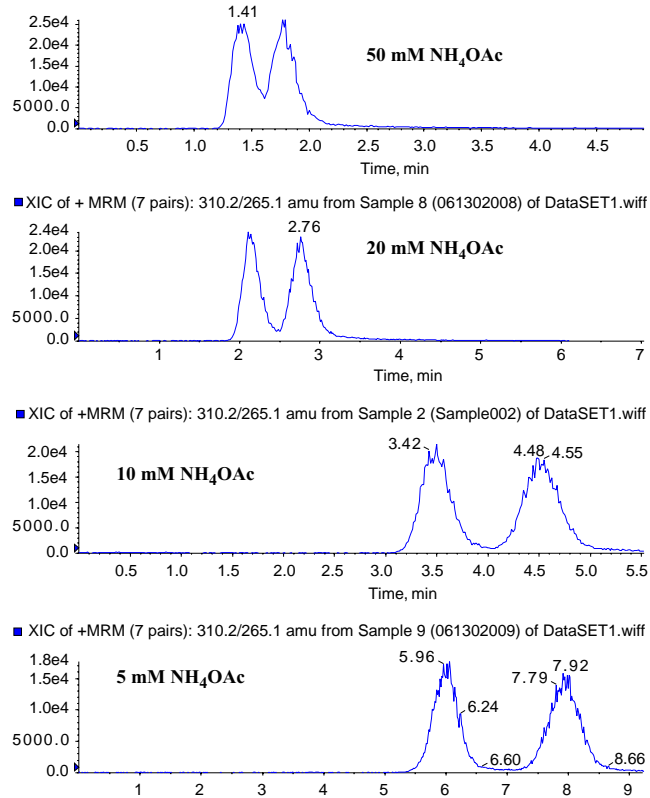 1.41
2.5e4
2.0e4
1.5e4
1.0e4
5000.0
0.0
50 mM NH₄OAc
0.5 1.0 1.5 2.0 2.5 3.0 3.5 4.0 4.5
Time, min
XIC of + MRM (7 pairs): 310.2/265.1 amu from Sample 8 (061302008) of DataSET1.wiff
2.4e4
2.0e4
1.5e4
1.0e4
5000.0
0.0
2.76
20 mM NH₄OAc
1 2 3 4 5 6 7
Time, min
XIC of +MRM (7 pairs): 310.2/265.1 amu from Sample 2 (Sample002) of DataSET1.wiff
2.0e4
1.5e4
1.0e4
5000.0
0.0
10 mM NH₄OAc
3.42
4.48 4.55
0.5 1.0 1.5 2.0 2.5 3.0 3.5 4.0 4.5 5.0 5.5
Time, min
XIC of +MRM (7 pairs): 310.2/265.1 amu from Sample 9 (061302009) of DataSET1.wiff
1.8e4
1.5e4
1.0e4
5000.0
0.0
5 mM NH₄OAc
5.96
6.24
6.60
7.79
7.92
8.66
1 2 3 4 5 6 7 8 9